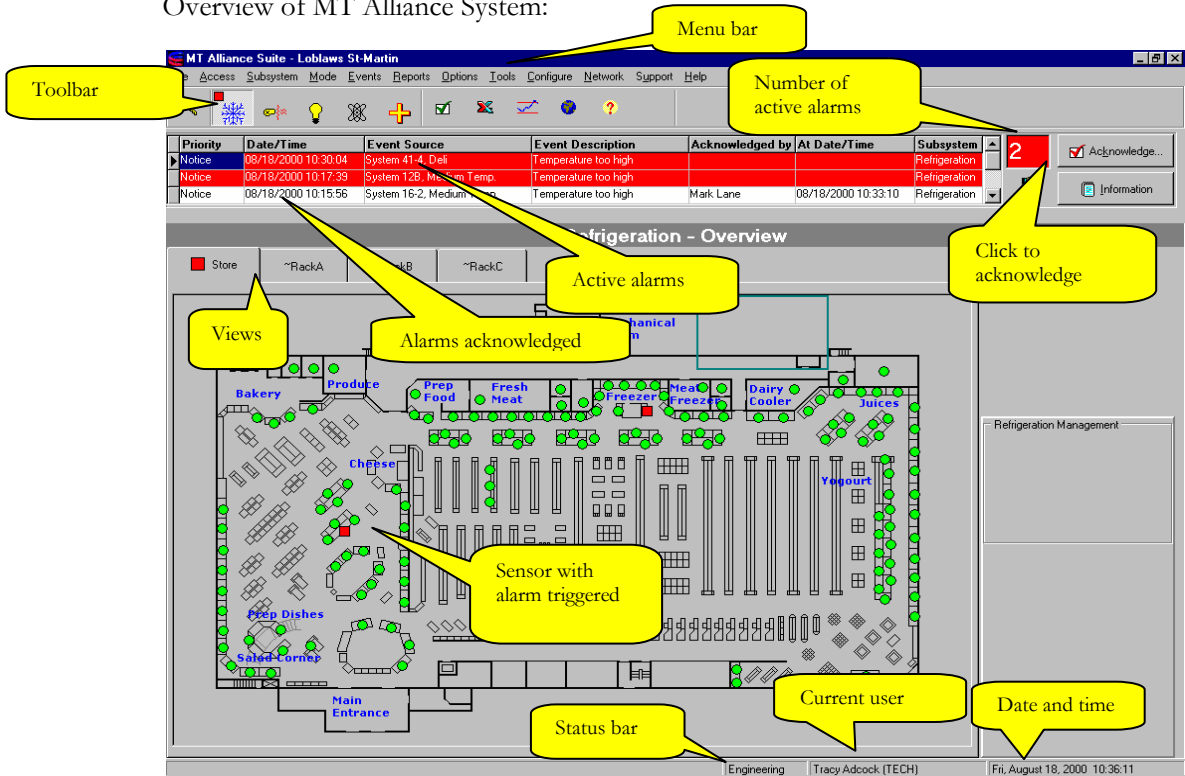 Overview of MT Alliance System:
Menu bar
MT Alliance Suite - Loblaws St-Martin
Toolbar
Access Subsystem Mode Events Reports Options Tools Configure Network Support Help
Number of
active alarms
Priority Date/Time Event Source Event Description Acknowledged by At Date/Time Subsystem
Notice 08/18/2000 10:30:04 System 41-4, Deli Temperature too high Refrigeration
Notice 08/18/2000 10:17:39 System 12B, Medium Temp. Temperature too high Refrigeration
Notice 08/18/2000 10:15:56 System 16-2, Medium Temp. Temperature too high Mark Lane 08/18/2000 10:33:10 Refrigeration
2
Acknowledge...
Information
Refrigeration - Overview
Click to
acknowledge
Store ~RackA ~RackB ~RackC
Active alarms
Views
Alarms acknowledged
Mechanical
Bakery
Produce
Prep
Food
Fresh
Meat
Freezer
Meat
Freezer
Dairy
Cooler
Juices
Refrigeration Management
Cheese
Yogourt
Sensor with
alarm triggered
Prep Dishes
Salad Corner
Main
Entrance
Current user
Date and time
Status bar
Engineering Tracy Adcock (TECH) Fri, August 18, 2000 10:36:11